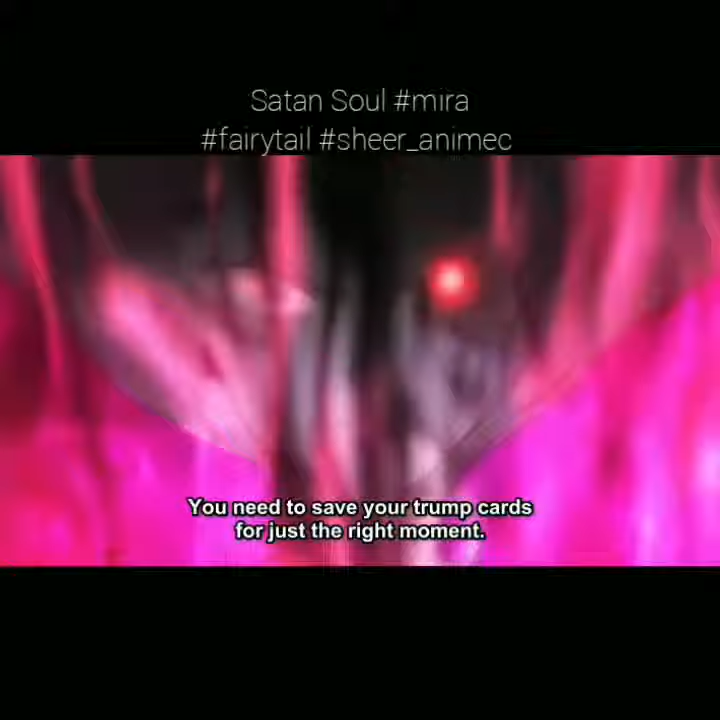 Satan Soul #mira
#fairytail #sheer_animec
You need to save your trump cards
for just the right moment.